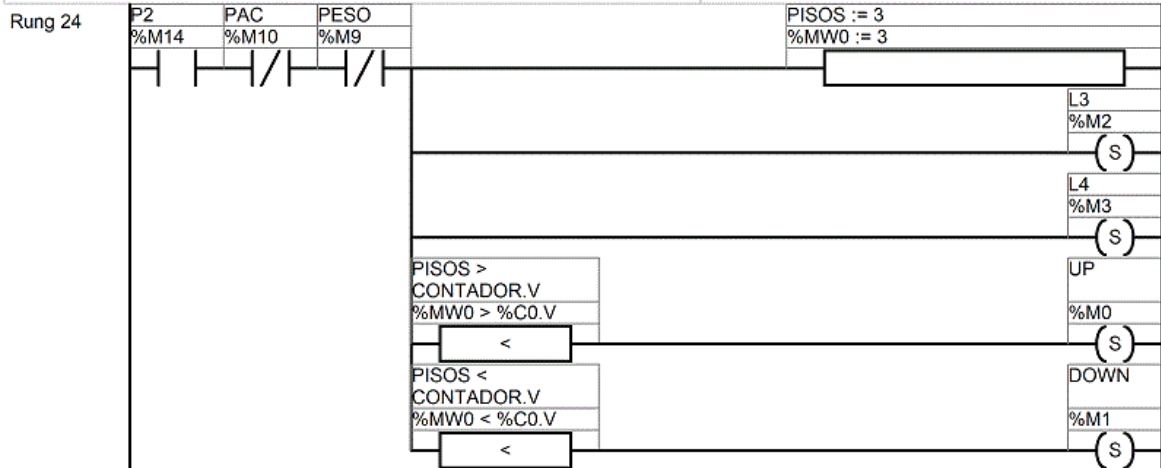 Rung 24
P2 PAC PESO PISOS := 3
%M14 %M10 %M9 %MW0 := 3
L3
%M2
S
L4
%M3
S
PISOS > UP
CONTADOR.V
%MW0 > %C0.V %M0
< S
PISOS < DOWN
CONTADOR.V
%MW0 < %C0.V %M1
< S